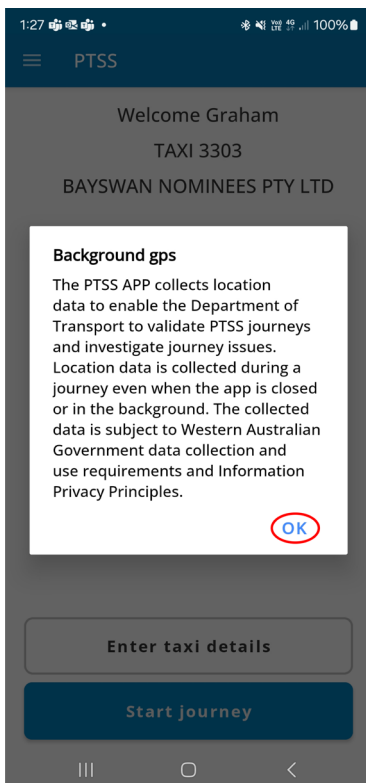 1:27
Vo)) LTE 4G 100%
PTSS
Welcome Graham
TAXI 3303
BAYSWAN NOMINEES PTY LTD
Background gps
The PTSS APP collects location
data to enable the Department of
Transport to validate PTSS journeys
and investigate journey issues.
Location data is collected during a
journey even when the app is closed
or in the background. The collected
data is subject to Western Australian
Government data collection and
use requirements and Information
Privacy Principles.
OK
Enter taxi details
Start journey